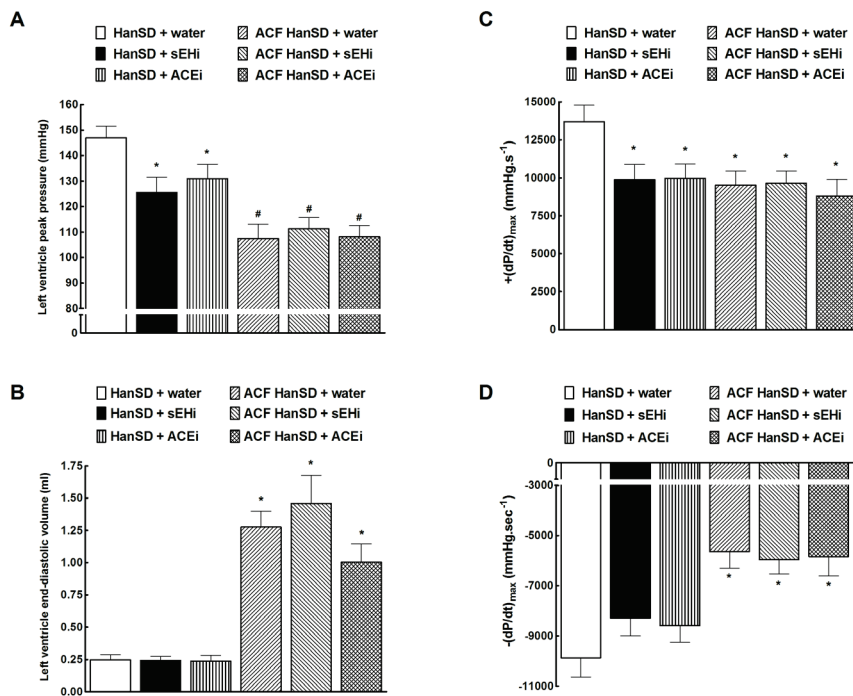 A
HanSD + water ACF HanSD + water
HanSD + sEHi ACF HanSD + sEHi
HanSD + ACEi ACF HanSD + ACEi
Left ventricle peak pressure (mmHg)
160
150
140
130
120
110
100
90
80
0
* * # # #
B
HanSD + water ACF HanSD + water
HanSD + sEHi ACF HanSD + sEHi
HanSD + ACEi ACF HanSD + ACEi
Left ventricle end-diastolic volume (ml)
1.75
1.50
1.25
1.00
0.75
0.50
0.25
0.00
* * *
C
HanSD + water ACF HanSD + water
HanSD + sEHi ACF HanSD + sEHi
HanSD + ACEi ACF HanSD + ACEi
+(dP/dt)max (mmHg.s-1)
15000
12500
10000
7500
5000
2500
0
* * * * *
D
HanSD + water ACF HanSD + water
HanSD + sEHi ACF HanSD + sEHi
HanSD + ACEi ACF HanSD + ACEi
-(dP/dt)max (mmHg.sec-1)
0
-3000
-5000
-7000
-9000
-11000
* * *